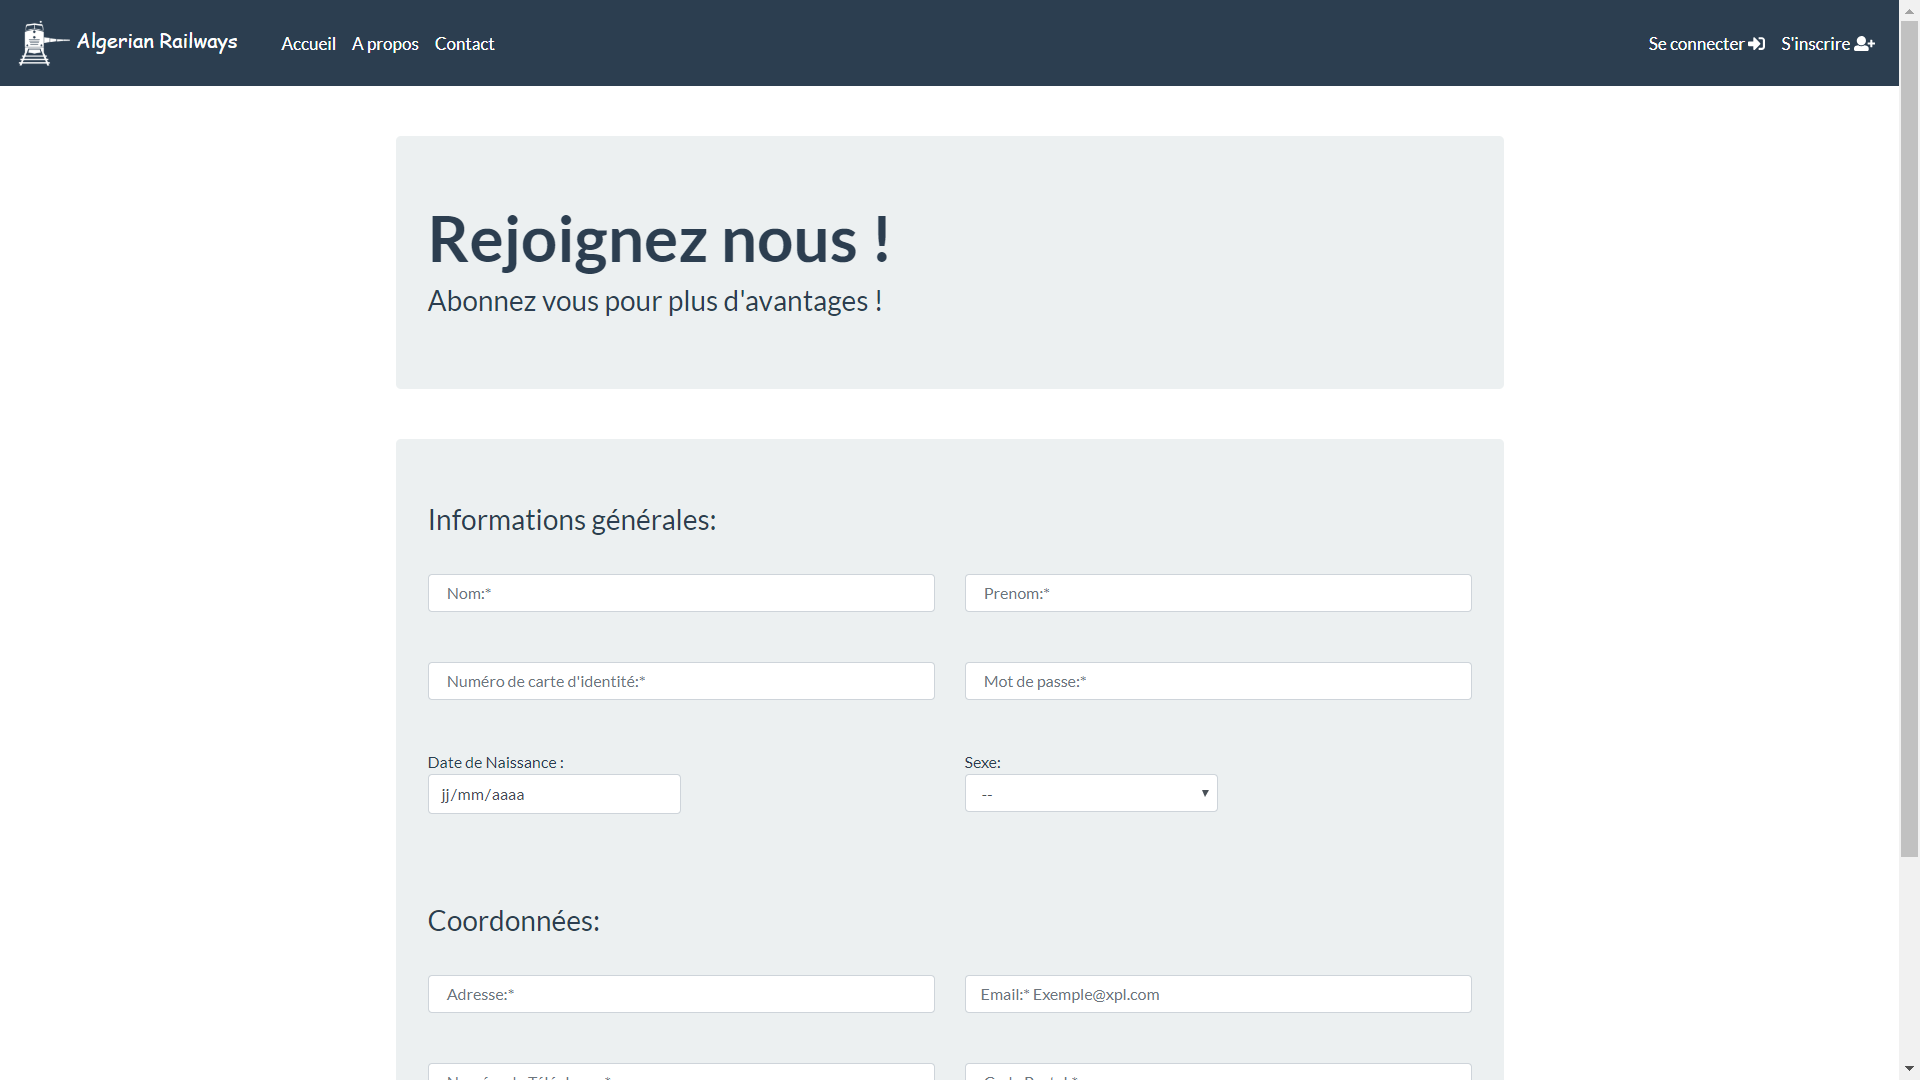 Algerian Railways Accueil A propos Contact Se connecter S'inscrire
Rejoignez nous !
Abonnez vous pour plus d'avantages !
Informations générales:
Nom:* Prenom:*
Numéro de carte d'identité:* Mot de passe:*
Date de Naissance : Sexe:
jj/mm/aaaa --
Coordonnées:
Adresse:* Email:* Exemple@xpl.com